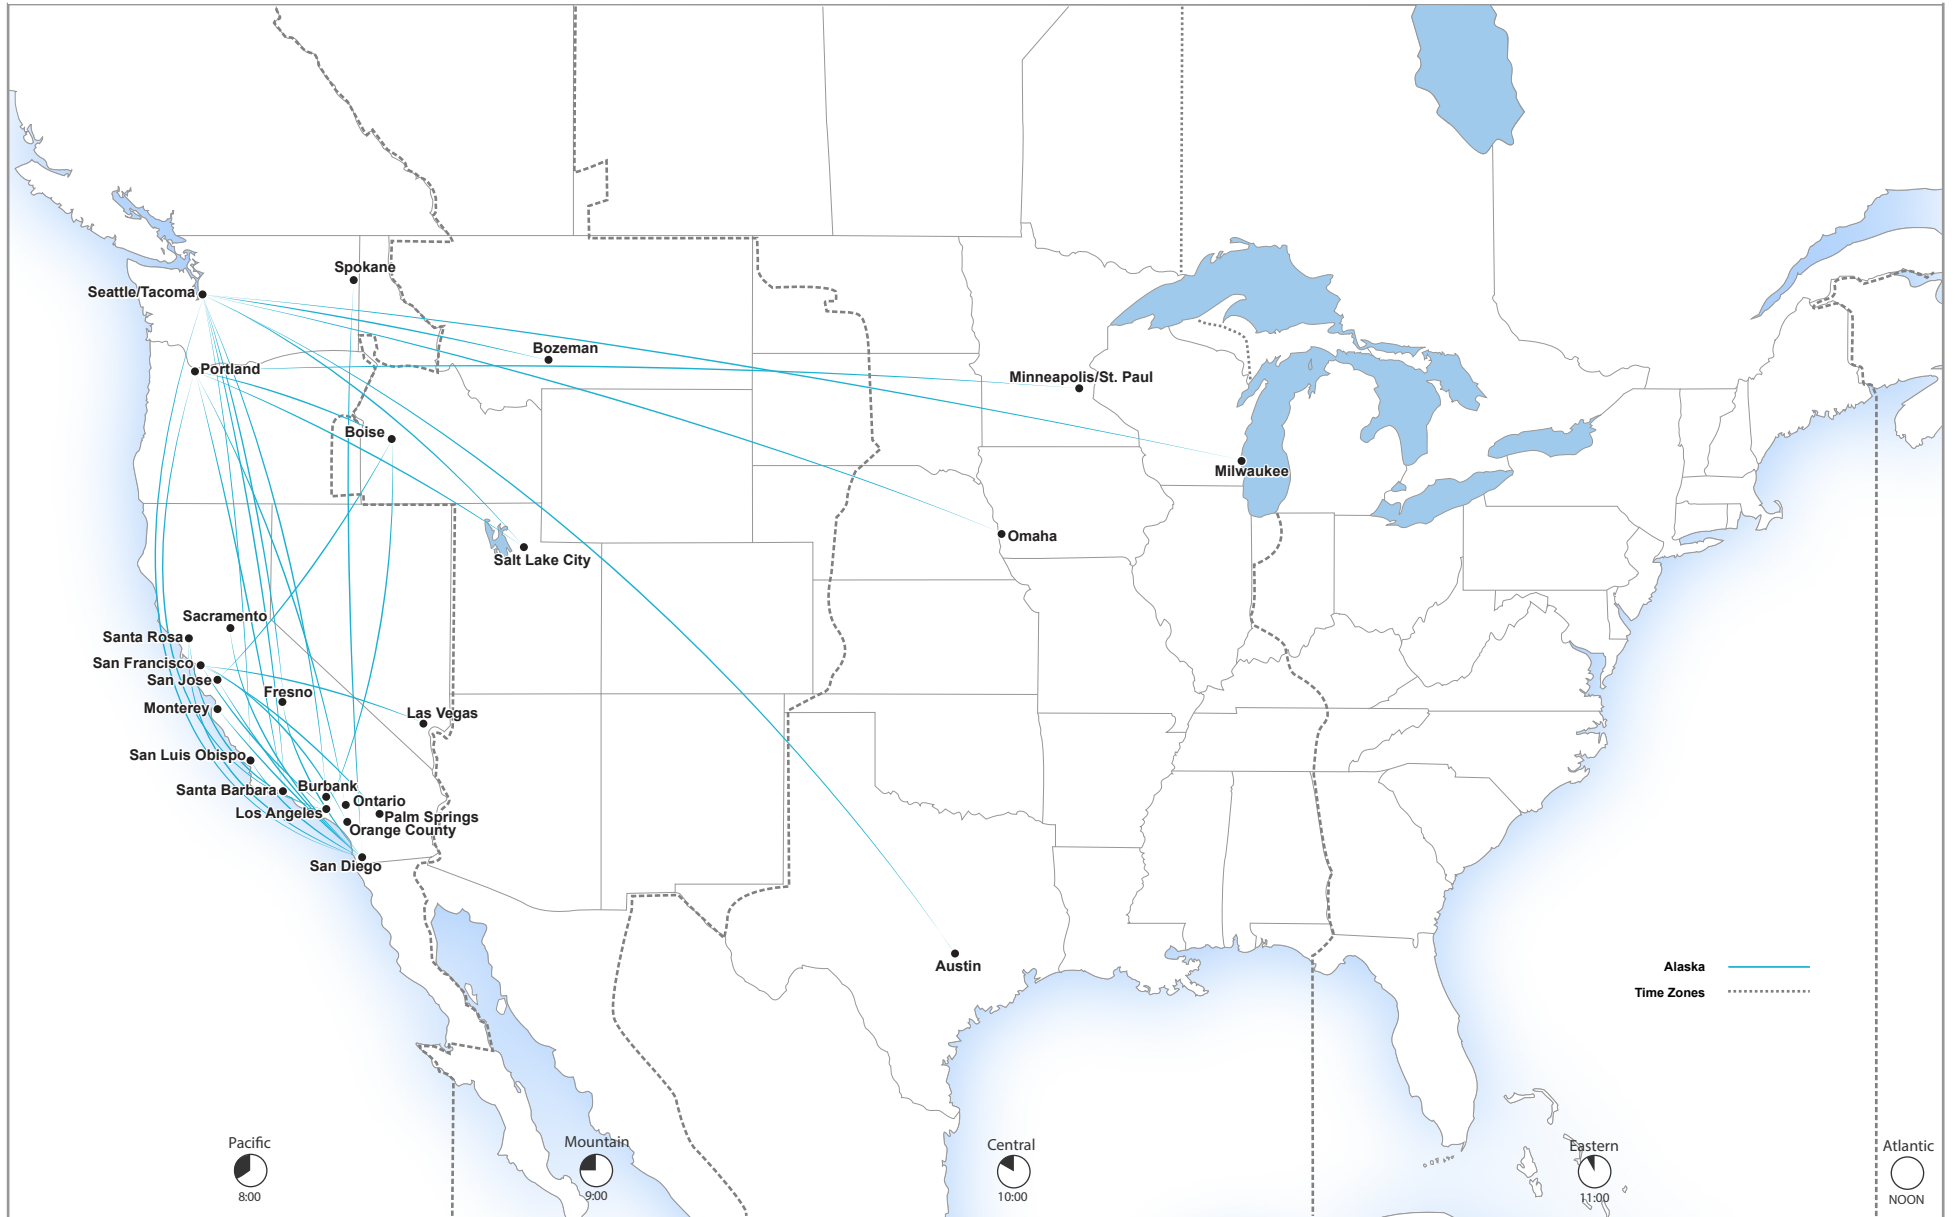 Spokane
Seattle/Tacoma
Bozeman
Portland
Minneapolis/St. Paul
Boise
Milwaukee
Omaha
Salt Lake City
Sacramento
Santa Rosa
San Francisco
San Jose
Fresno
Monterey
Las Vegas
San Luis Obispo
Santa Barbara
Burbank
Ontario
Los Angeles
Palm Springs
Orange County
San Diego
Austin
Alaska
Time Zones
Pacific
8:00
Mountain
9:00
Central
10:00
Eastern
11:00
Atlantic
NOON